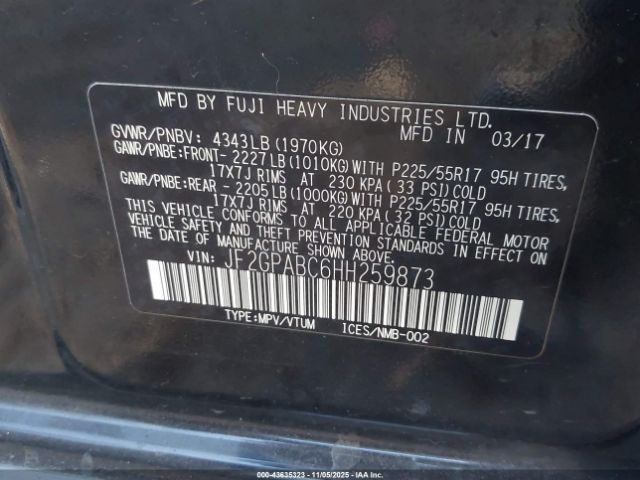 MFD BY FUJI HEAVY INDUSTRIES LTD.
GVWR/PNBV: 4343LB(1970KG) MFD IN 03/17
GAWR/PNBE:FRONT- 2227LB(1010KG)WITH P225/55R17 95H TIRES,
17X7J RIMS AT 230 KPA(33 PSI)COLD
GAWR/PNBE:REAR - 2205LB(1000KG)WITH P225/55R17 95H TIRES,
17X7J RIMS AT 220 KPA(32 PSI)COLD
THIS VEHICLE CONFORMS TO ALL APPLICABLE FEDERAL MOTOR
VEHICLE SAFETY AND THEFT PREVENTION STANDARDS IN EFFECT ON
THE DATE OF MANUFACTURE SHOWN ABOVE.
VIN: JF2GPABC6HH259873
TYPE:MPV/VTUM ICES/NMB-002
000-43635323 - 11/05/2025 - IAAI.COM